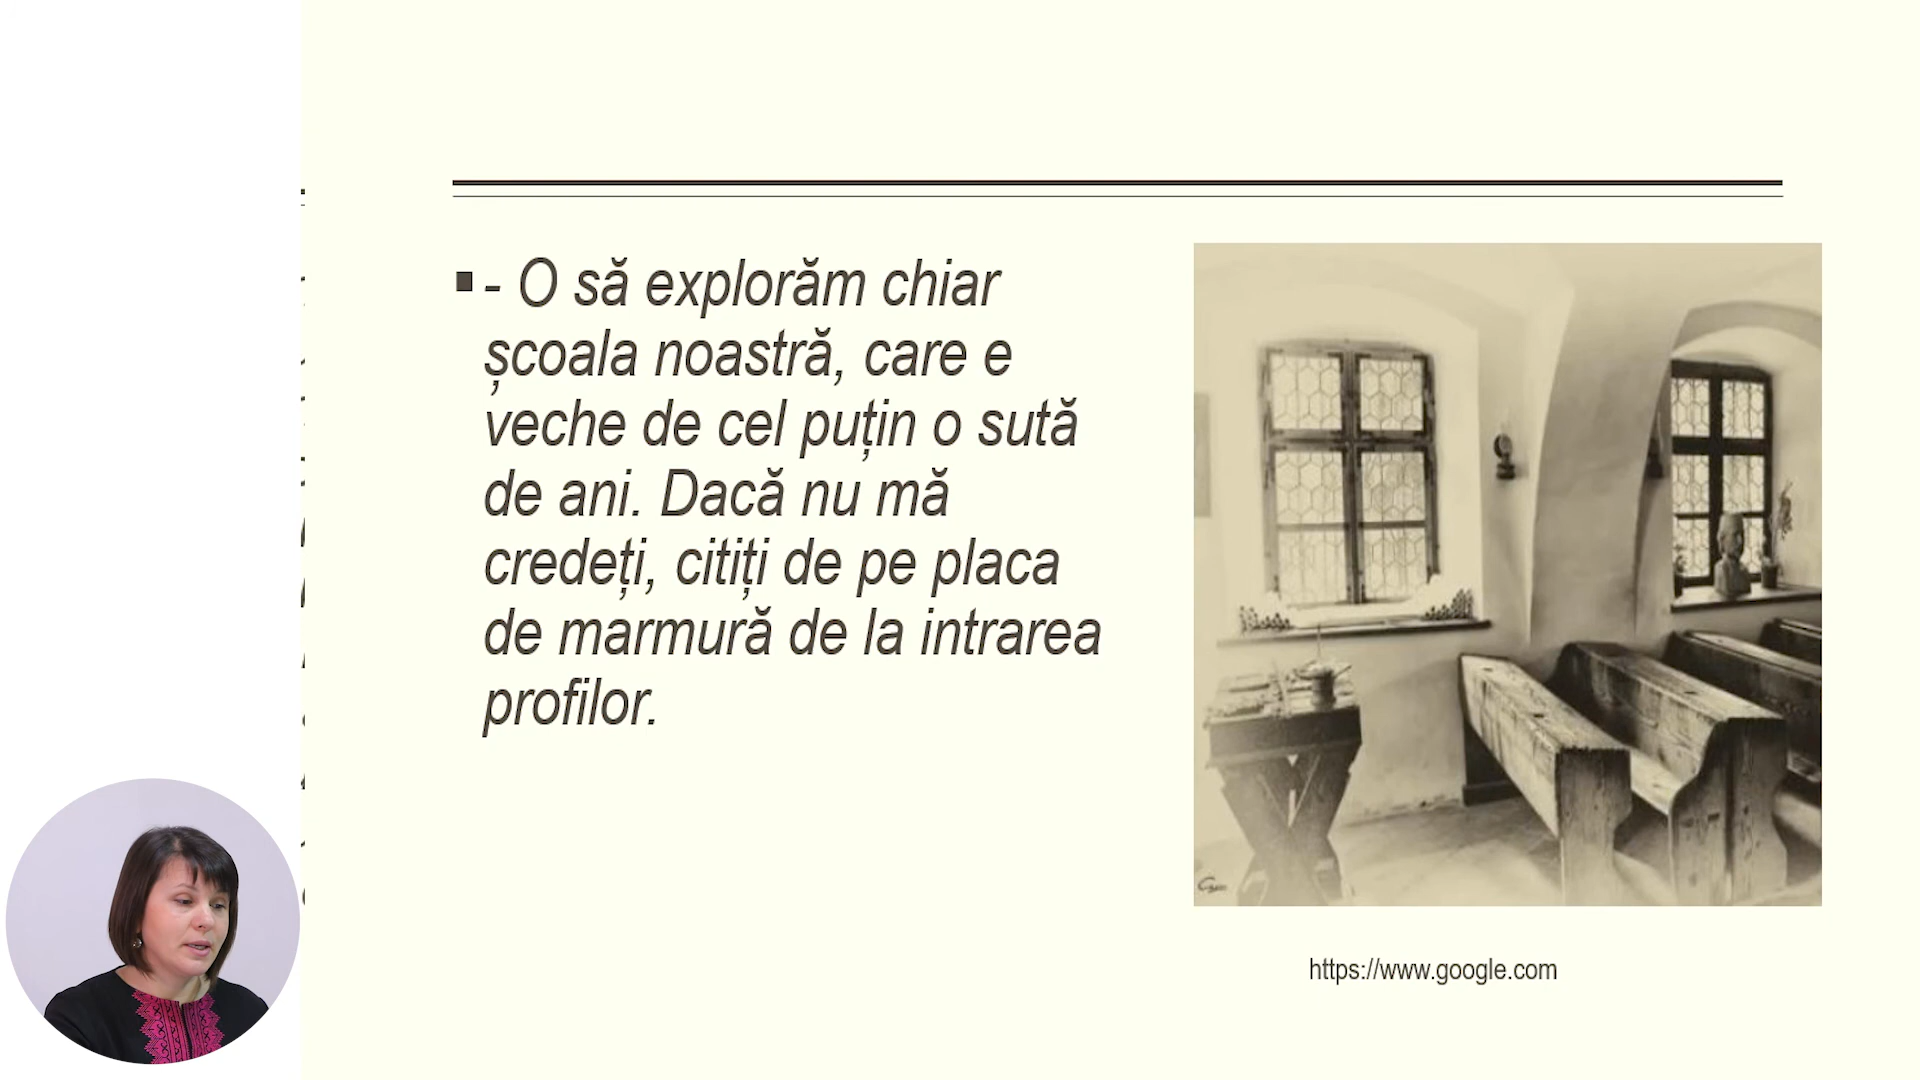 - O să explorăm chiar
școala noastră, care e
veche de cel puțin o sută
de ani. Dacă nu mă
credeți, citiți de pe placa
de marmură de la intrarea
profilor.
https://www.google.com